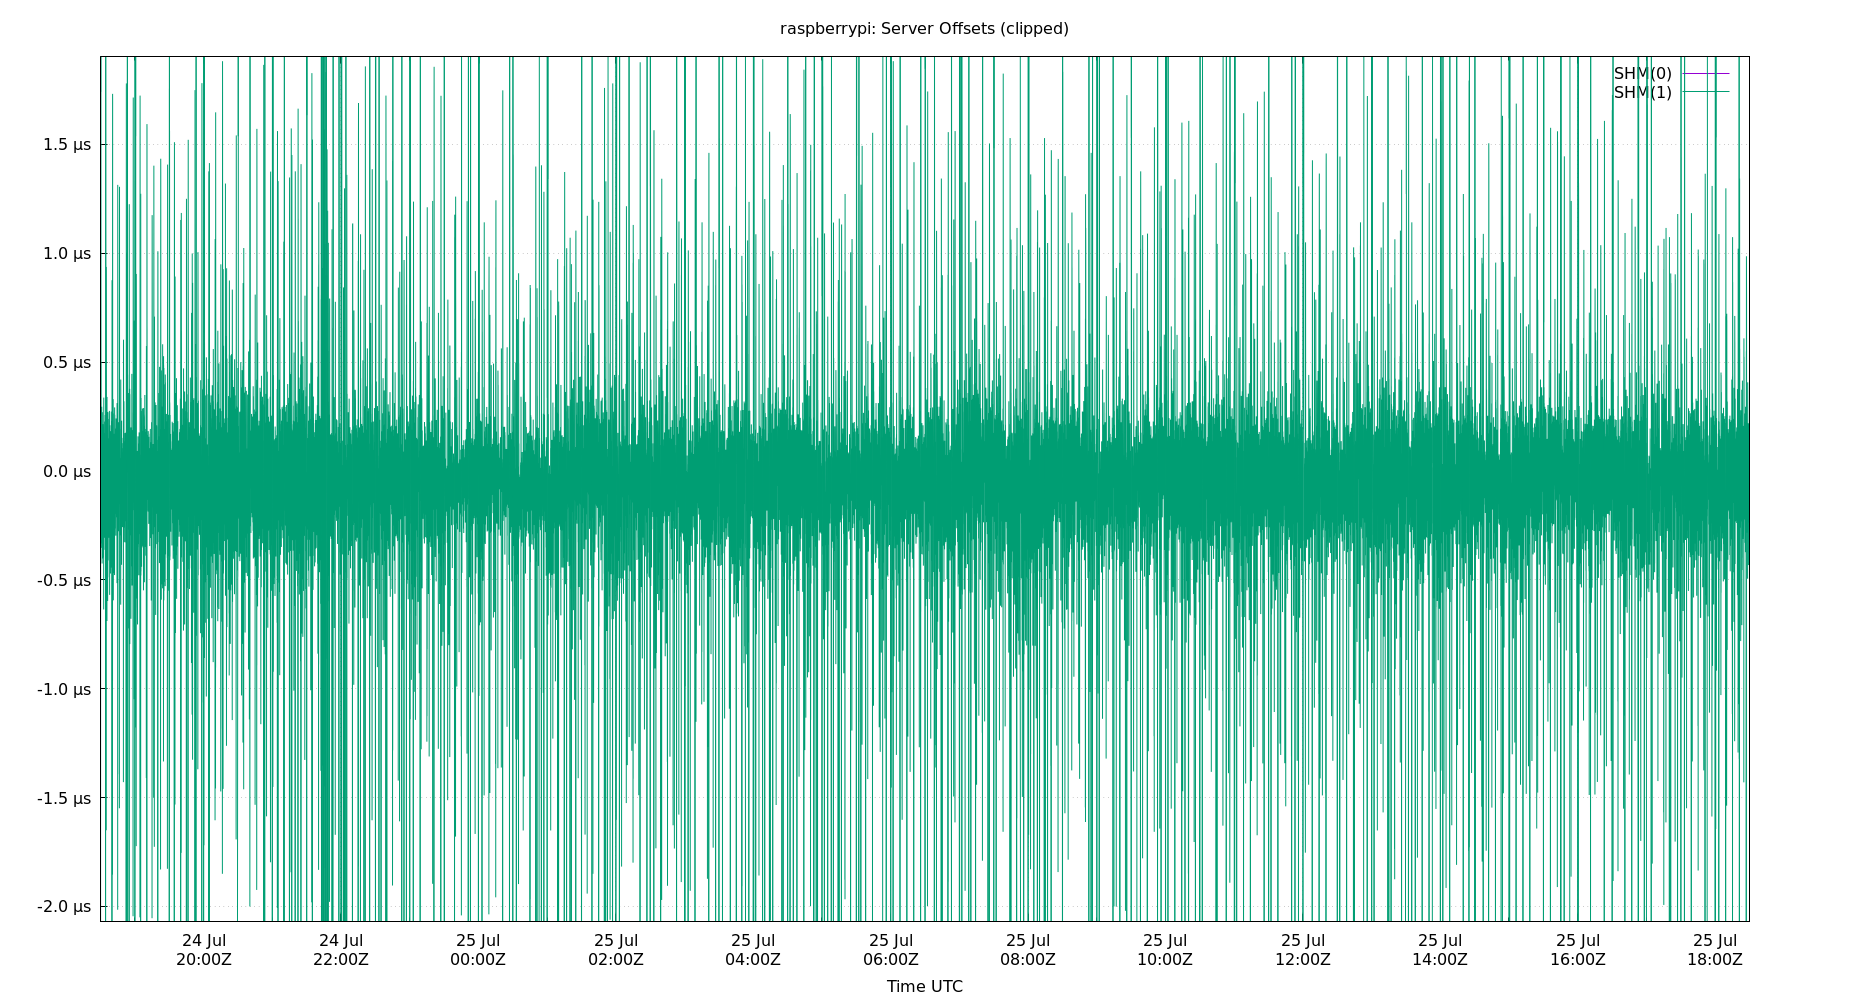 raspberrypi: Server Offsets (clipped)
SHM(0)
SHM(1)
1.5 µs
1.0 µs
0.5 µs
0.0 µs
-0.5 µs
-1.0 µs
-1.5 µs
-2.0 µs
24 Jul 24 Jul 25 Jul 25 Jul 25 Jul 25 Jul 25 Jul 25 Jul 25 Jul 25 Jul 25 Jul 25 Jul
20:00Z 22:00Z 00:00Z 02:00Z 04:00Z 06:00Z 08:00Z 10:00Z 12:00Z 14:00Z 16:00Z 18:00Z
Time UTC